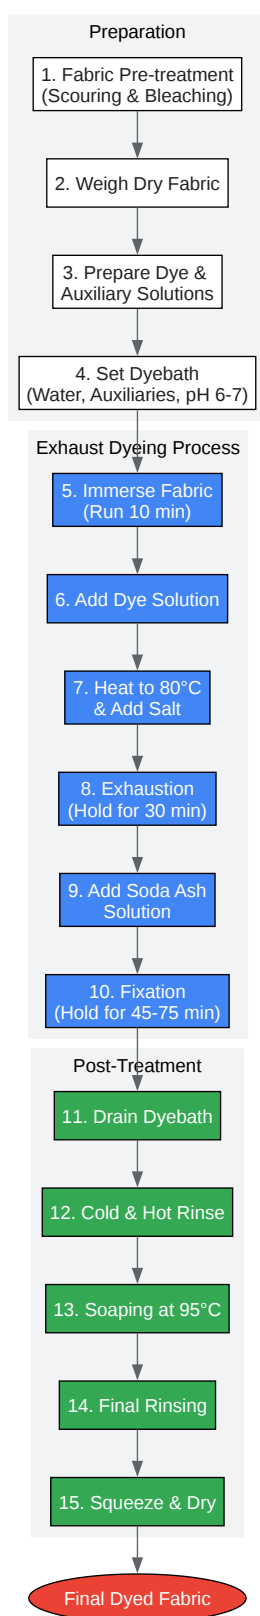 Preparation
1. Fabric Pre-treatment
(Scouring & Bleaching)
2. Weigh Dry Fabric
3. Prepare Dye &
Auxiliary Solutions
4. Set Dyebath
(Water, Auxiliaries, pH 6-7)
Exhaust Dyeing Process
5. Immerse Fabric
(Run 10 min)
6. Add Dye Solution
7. Heat to 80°C
& Add Salt
8. Exhaustion
(Hold for 30 min)
9. Add Soda Ash
Solution
10. Fixation
(Hold for 45-75 min)
Post-Treatment
11. Drain Dyebath
12. Cold & Hot Rinse
13. Soaping at 95°C
14. Final Rinsing
15. Squeeze & Dry
Final Dyed Fabric